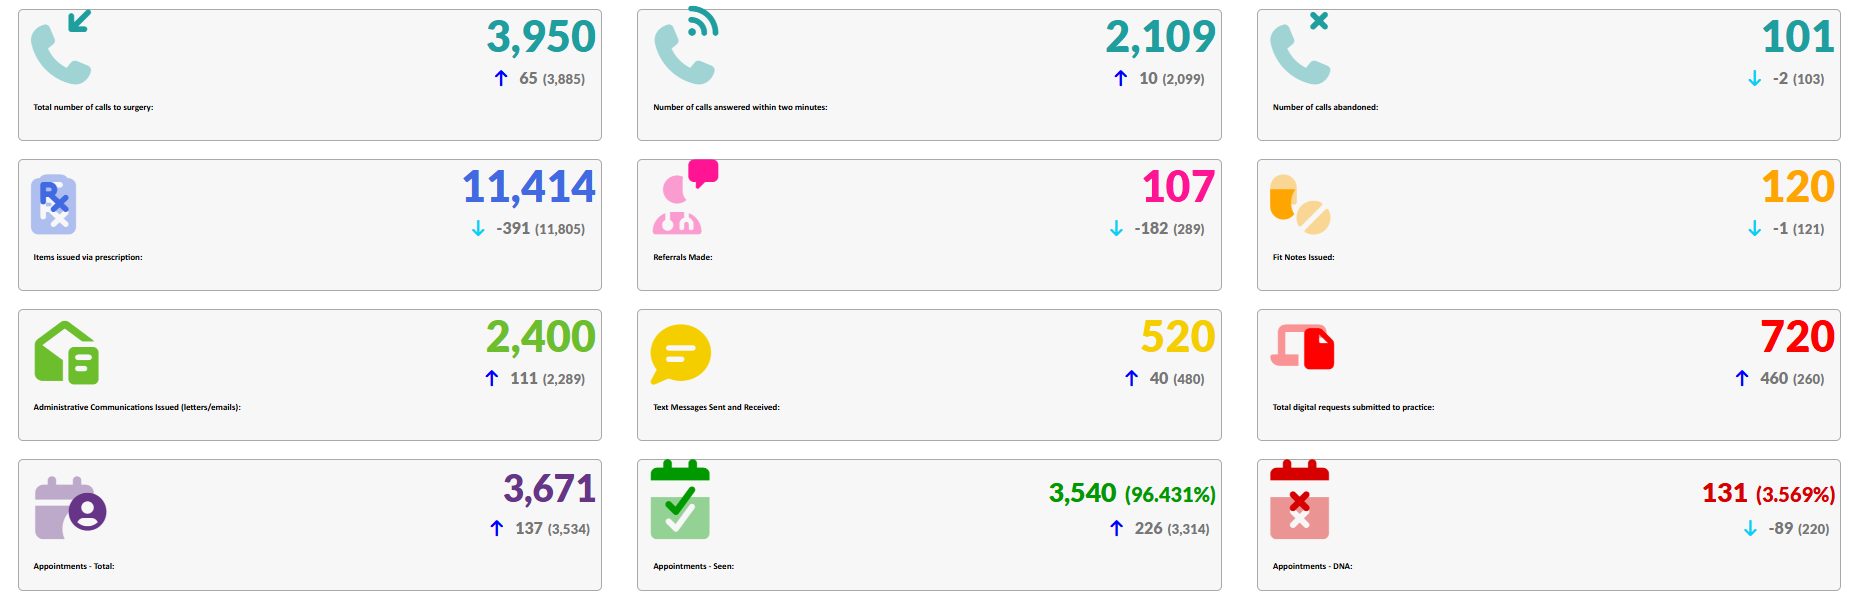 3,950
65 (3,885)
Total number of calls to surgery:
2,109
10 (2,099)
Number of calls answered within two minutes:
101
-2 (103)
Number of calls abandoned:
Rx
Rx
11,414
-391 (11,805)
Items issued via prescription:
107
-182 (289)
Referrals Made:
120
-1 (121)
Fit Notes Issued:
2,400
111 (2,289)
Administrative Communications Issued (letters/emails):
520
40 (480)
Text Messages Sent and Received:
720
460 (260)
Total digital requests submitted to practice:
3,671
137 (3,534)
Appointments - Total:
3,540 (96.431%)
226 (3,314)
Appointments - Seen:
131 (3.569%)
-89 (220)
Appointments - DNA: